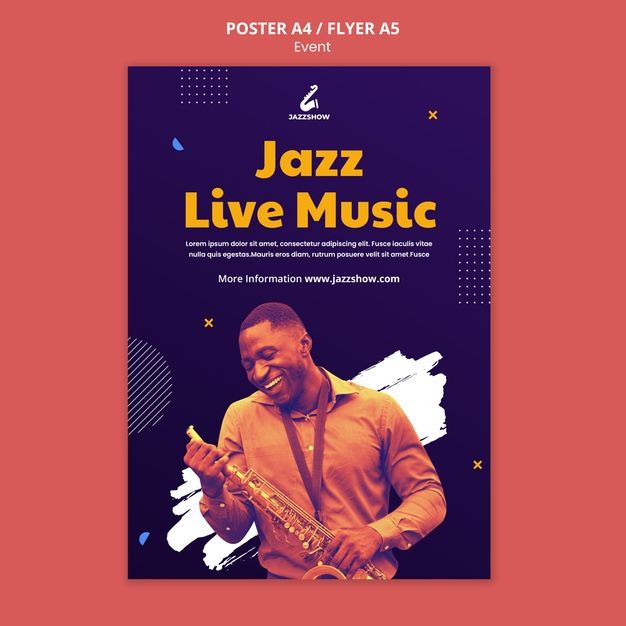 POSTER A4 / FLYER A5
Event
JAZZSHOW
Jazz
Live Music
Lorem ipsum dolor sit amet, consectetur adipiscing elit. Fusce iaculis vitae
nulla quis egestas.Mauris eros diam, rutrum posuere velit sit amet Fusce
More Information www.jazzshow.com